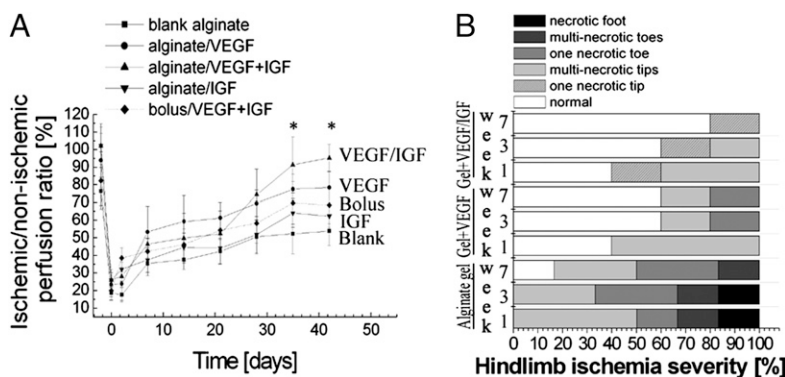 A
blank alginate
alginate/VEGF
alginate/VEGF+IGF
alginate/IGF
bolus/VEGF+IGF
Ischemic/non-ischemic
perfusion ratio [%]
120
110
100
90
80
70
60
50
40
30
20
10
* *
VEGF/IGF
VEGF
Bolus
IGF
Blank
0 10 20 30 40 50
Time [days]
B
necrotic foot
multi-necrotic toes
one necrotic toe
multi-necrotic tips
one necrotic tip
normal
Gel+VEGF/IGF
week
7
3
1
Gel+VEGF
week
7
3
1
Alginate gel
week
7
3
1
0 10 20 30 40 50 60 70 80 90 100
Hindlimb ischemia severity [%]